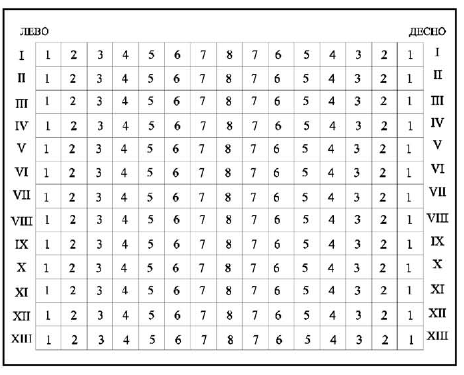 ЛЕВО ДЕСНО
I 1 2 3 4 5 6 7 8 7 6 5 4 3 2 1 I
II 1 2 3 4 5 6 7 8 7 6 5 4 3 2 1 II
III 1 2 3 4 5 6 7 8 7 6 5 4 3 2 1 III
IV 1 2 3 4 5 6 7 8 7 6 5 4 3 2 1 IV
V 1 2 3 4 5 6 7 8 7 6 5 4 3 2 1 V
VI 1 2 3 4 5 6 7 8 7 6 5 4 3 2 1 VI
VII 1 2 3 4 5 6 7 8 7 6 5 4 3 2 1 VII
VIII 1 2 3 4 5 6 7 8 7 6 5 4 3 2 1 VIII
IX 1 2 3 4 5 6 7 8 7 6 5 4 3 2 1 IX
X 1 2 3 4 5 6 7 8 7 6 5 4 3 2 1 X
XI 1 2 3 4 5 6 7 8 7 6 5 4 3 2 1 XI
XII 1 2 3 4 5 6 7 8 7 6 5 4 3 2 1 XII
XIII 1 2 3 4 5 6 7 8 7 6 5 4 3 2 1 XIII